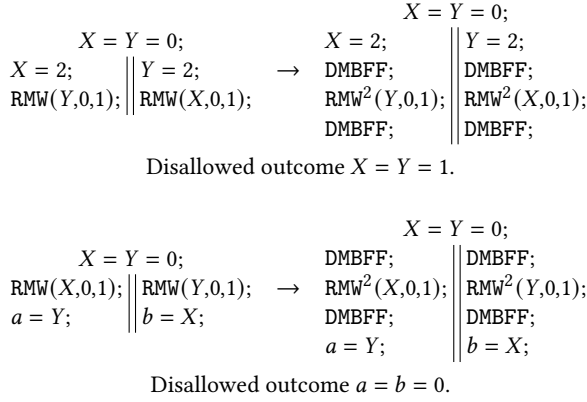 X = Y = 0;
X = 2; || Y = 2;
RMW(Y,0,1); || RMW(X,0,1);
→
X = Y = 0;
X = 2; || Y = 2;
DMBFF; || DMBFF;
RMW²(Y,0,1); || RMW²(X,0,1);
DMBFF; || DMBFF;
Disallowed outcome X = Y = 1.
X = Y = 0;
RMW(X,0,1); || RMW(Y,0,1);
a = Y; || b = X;
→
X = Y = 0;
DMBFF; || DMBFF;
RMW²(X,0,1); || RMW²(Y,0,1);
DMBFF; || DMBFF;
a = Y; || b = X;
Disallowed outcome a = b = 0.